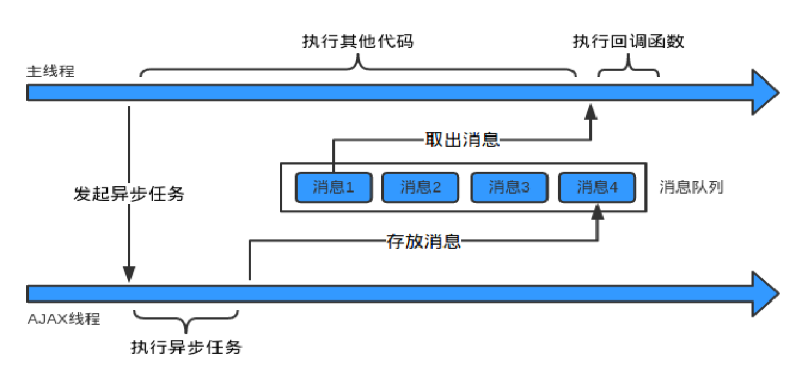 执行其他代码
执行回调函数
主线程
取出消息
消息1
消息2
消息3
消息4
消息队列
发起异步任务
存放消息
AJAX线程
执行异步任务